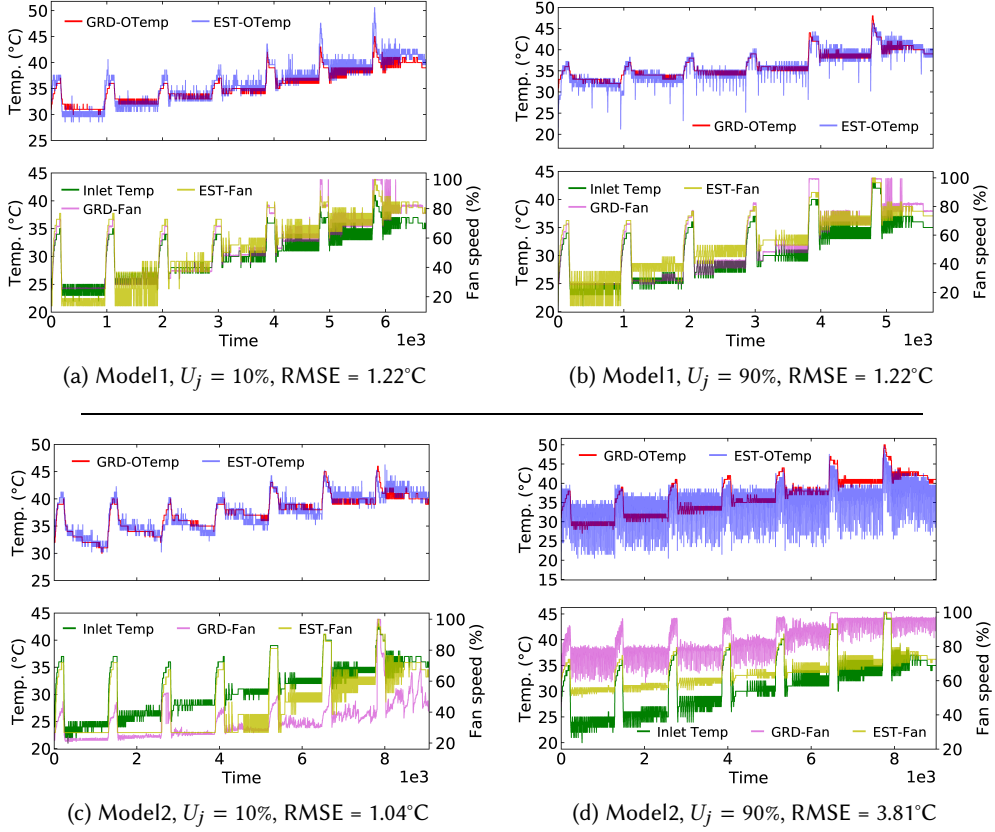 50
45
40
35
30
25
Temp. (°C)
GRD-OTemp
EST-OTemp
45
40
35
30
25
20
Temp. (°C)
Inlet Temp
EST-Fan
GRD-Fan
100
80
60
40
20
Fan speed (%)
0 1 2 3 4 5 6
Time
1e3
(a) Model1, U_j = 10%, RMSE = 1.22°C
50
45
40
35
30
25
20
Temp. (°C)
GRD-OTemp
EST-OTemp
45
40
35
30
25
20
Temp. (°C)
Inlet Temp
EST-Fan
GRD-Fan
100
80
60
40
20
Fan speed (%)
0 1 2 3 4 5
Time
1e3
(b) Model1, U_j = 90%, RMSE = 1.22°C
50
45
40
35
30
25
Temp. (°C)
GRD-OTemp
EST-OTemp
45
40
35
30
25
20
Temp. (°C)
Inlet Temp
GRD-Fan
EST-Fan
100
80
60
40
20
Fan speed (%)
0 2 4 6 8
Time
1e3
(c) Model2, U_j = 10%, RMSE = 1.04°C
50
45
40
35
30
25
20
15
Temp. (°C)
GRD-OTemp
EST-OTemp
45
40
35
30
25
20
Temp. (°C)
Inlet Temp
GRD-Fan
EST-Fan
100
80
60
40
20
Fan speed (%)
0 2 4 6 8
Time
1e3
(d) Model2, U_j = 90%, RMSE = 3.81°C